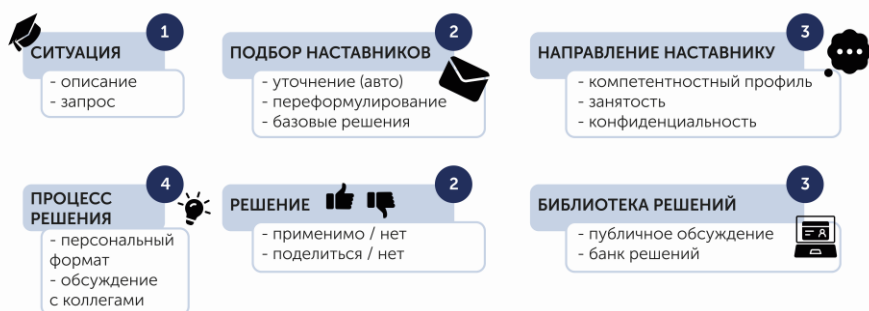 1
СИТУАЦИЯ
- описание
- запрос
2
ПОДБОР НАСТАВНИКОВ
- уточнение (авто)
- переформулирование
- базовые решения
3
НАПРАВЛЕНИЕ НАСТАВНИКУ
- компетентностный профиль
- занятость
- конфиденциальность
4
ПРОЦЕСС
РЕШЕНИЯ
- персональный
формат
- обсуждение
с коллегами
2
РЕШЕНИЕ
- применимо / нет
- поделиться / нет
3
БИБЛИОТЕКА РЕШЕНИЙ
- публичное обсуждение
- банк решений